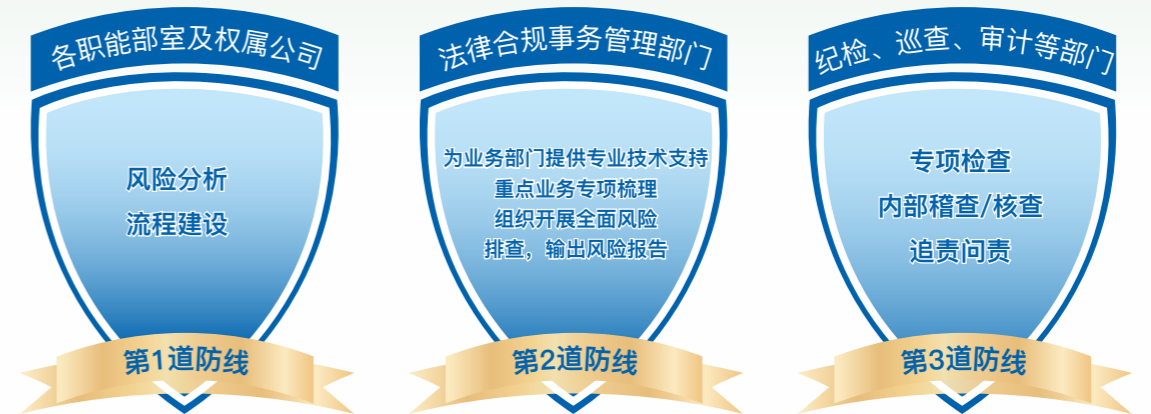 各职能部室及权属公司
风险分析
流程建设
第1道防线
法律合规事务管理部门
为业务部门提供专业技术支持
重点业务专项梳理
组织开展全面风险
排查，输出风险报告
第2道防线
纪检、巡查、审计等部门
专项检查
内部稽查/核查
追责问责
第3道防线